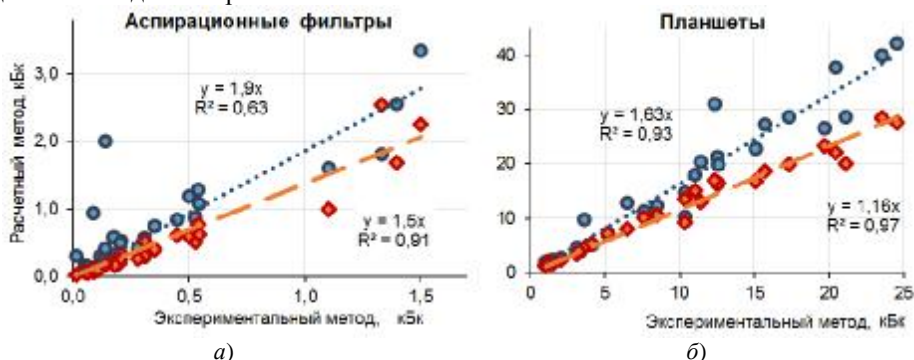 Аспирационные фильтры
Расчетный метод, кБк
3,0
2,0
1,0
0,0
y = 1,9x
R² = 0,63
y = 1,5x
R² = 0,91
0,0 0,5 1,0 1,5
Экспериментальный метод, кБк
а)
Планшеты
40
30
20
10
0
y = 1,63x
R² = 0,93
y = 1,16x
R² = 0,97
0 5 10 15 20 25
Экспериментальный метод, кБк
б)